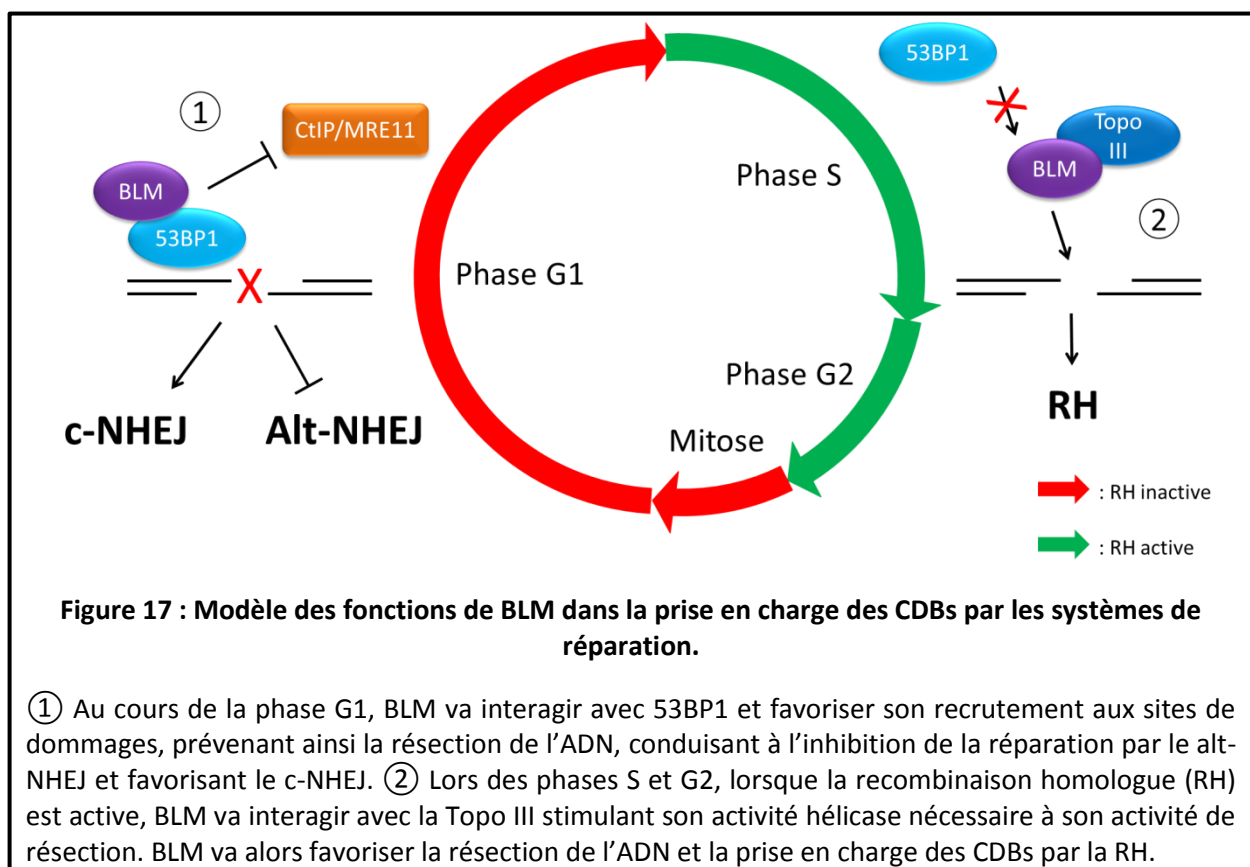 ①
CtIP/MRE11
BLM
53BP1
X
c-NHEJ
Alt-NHEJ
Phase G1
Phase S
Phase G2
Mitose
53BP1
X
Topo
III
BLM
②
RH
: RH inactive
: RH active
Figure 17 : Modèle des fonctions de BLM dans la prise en charge des CDBs par les systèmes de
réparation.
① Au cours de la phase G1, BLM va interagir avec 53BP1 et favoriser son recrutement aux sites de
dommages, prévenant ainsi la résection de l’ADN, conduisant à l’inhibition de la réparation par le alt-
NHEJ et favorisant le c-NHEJ. ② Lors des phases S et G2, lorsque la recombinaison homologue (RH)
est active, BLM va interagir avec la Topo III stimulant son activité hélicase nécessaire à son activité de
résection. BLM va alors favoriser la résection de l’ADN et la prise en charge des CDBs par la RH.